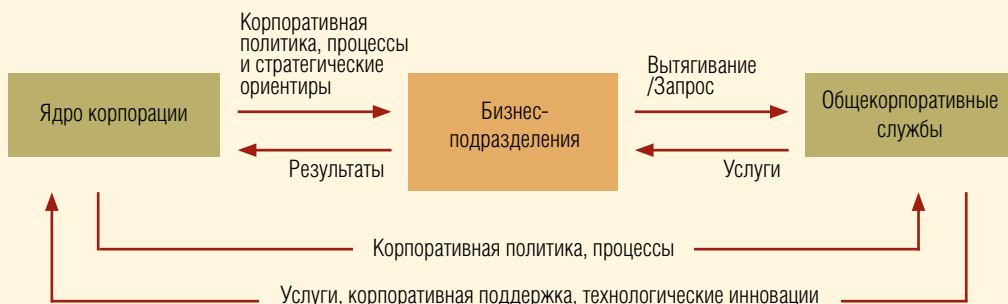 Корпоративная
политика, процессы
и стратегические
ориентиры
Ядро корпорации
Результаты
Бизнес-
подразделения
Вытягивание
/Запрос
Услуги
Общекорпоративные
службы
Корпоративная политика, процессы
Услуги, корпоративная поддержка, технологические инновации